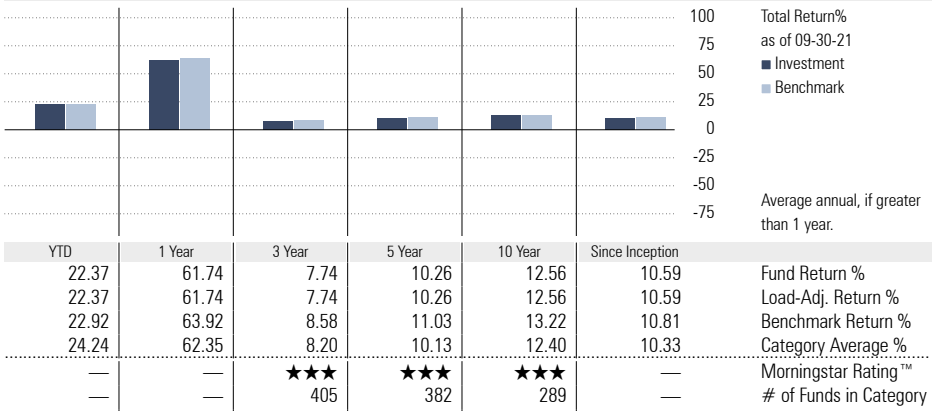 100 Total Return%
75 as of 09-30-21
50 ■ Investment
25 ■ Benchmark
0
-25
-50
-75
Average annual, if greater
than 1 year.
YTD 1 Year 3 Year 5 Year 10 Year Since Inception
22.37 61.74 7.74 10.26 12.56 10.59 Fund Return %
22.37 61.74 7.74 10.26 12.56 10.59 Load-Adj. Return %
22.92 63.92 8.58 11.03 13.22 10.81 Benchmark Return %
24.24 62.35 8.20 10.13 12.40 10.33 Category Average %
— — ★★★ ★★★ ★★★ — Morningstar Rating™
— — 405 382 289 — # of Funds in Category